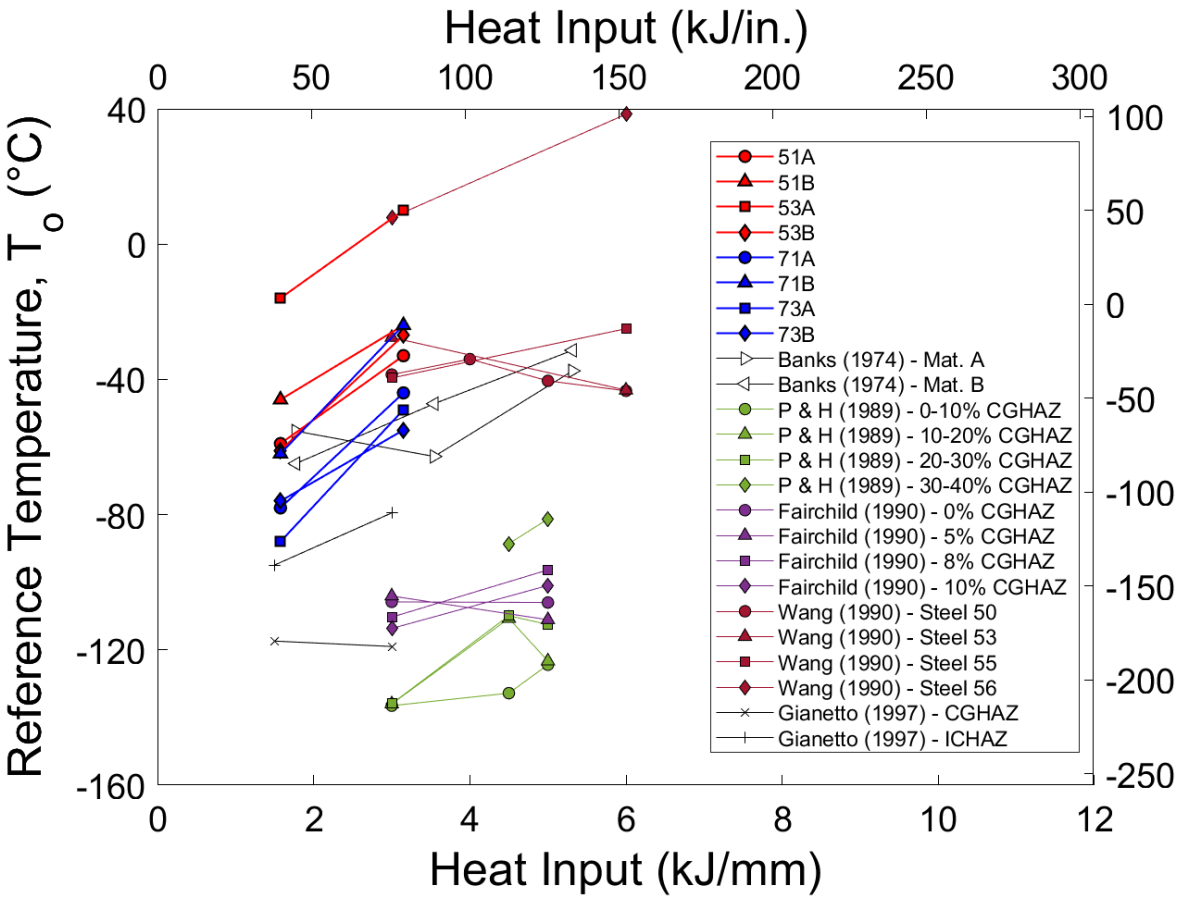 Heat Input (kJ/in.)
0 50 100 150 200 250 300
40
0
-40
-80
-120
-160
Reference Temperature, To (°C)
100
50
0
-50
-100
-150
-200
-250
51A
51B
53A
53B
71A
71B
73A
73B
Banks (1974) - Mat. A
Banks (1974) - Mat. B
P & H (1989) - 0-10% CGHAZ
P & H (1989) - 10-20% CGHAZ
P & H (1989) - 20-30% CGHAZ
P & H (1989) - 30-40% CGHAZ
Fairchild (1990) - 0% CGHAZ
Fairchild (1990) - 5% CGHAZ
Fairchild (1990) - 8% CGHAZ
Fairchild (1990) - 10% CGHAZ
Wang (1990) - Steel 50
Wang (1990) - Steel 53
Wang (1990) - Steel 55
Wang (1990) - Steel 56
Gianetto (1997) - CGHAZ
Gianetto (1997) - ICHAZ
0 2 4 6 8 10 12
Heat Input (kJ/mm)